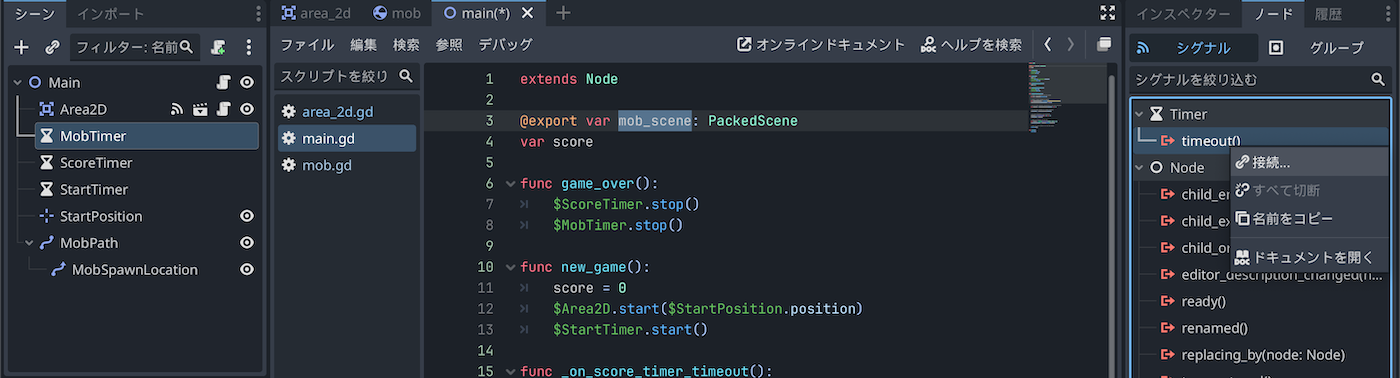 シーン インポート
フィルター: 名前
Main
Area2D
MobTimer
ScoreTimer
StartTimer
StartPosition
MobPath
MobSpawnLocation
area_2d mob main(*)
ファイル 編集 検索 参照 デバッグ オンラインドキュメント ヘルプを検索
スクリプトを絞り
area_2d.gd
main.gd
mob.gd
1 extends Node
2
3 @export var mob_scene: PackedScene
4 var score
5
6 func game_over():
7 $ScoreTimer.stop()
8 $MobTimer.stop()
9
10 func new_game():
11 score = 0
12 $Area2D.start($StartPosition.position)
13 $StartTimer.start()
14
15 func _on_score_timer_timeout():
インスペクター ノード 履歴
シグナル グループ
シグナルを絞り込む
Timer
timeout()
Node
child_en
child_ex
child_or
editor_description_changed(n...
ready()
renamed()
replacing_by(node: Node)
接続...
すべて切断
名前をコピー
ドキュメントを開く